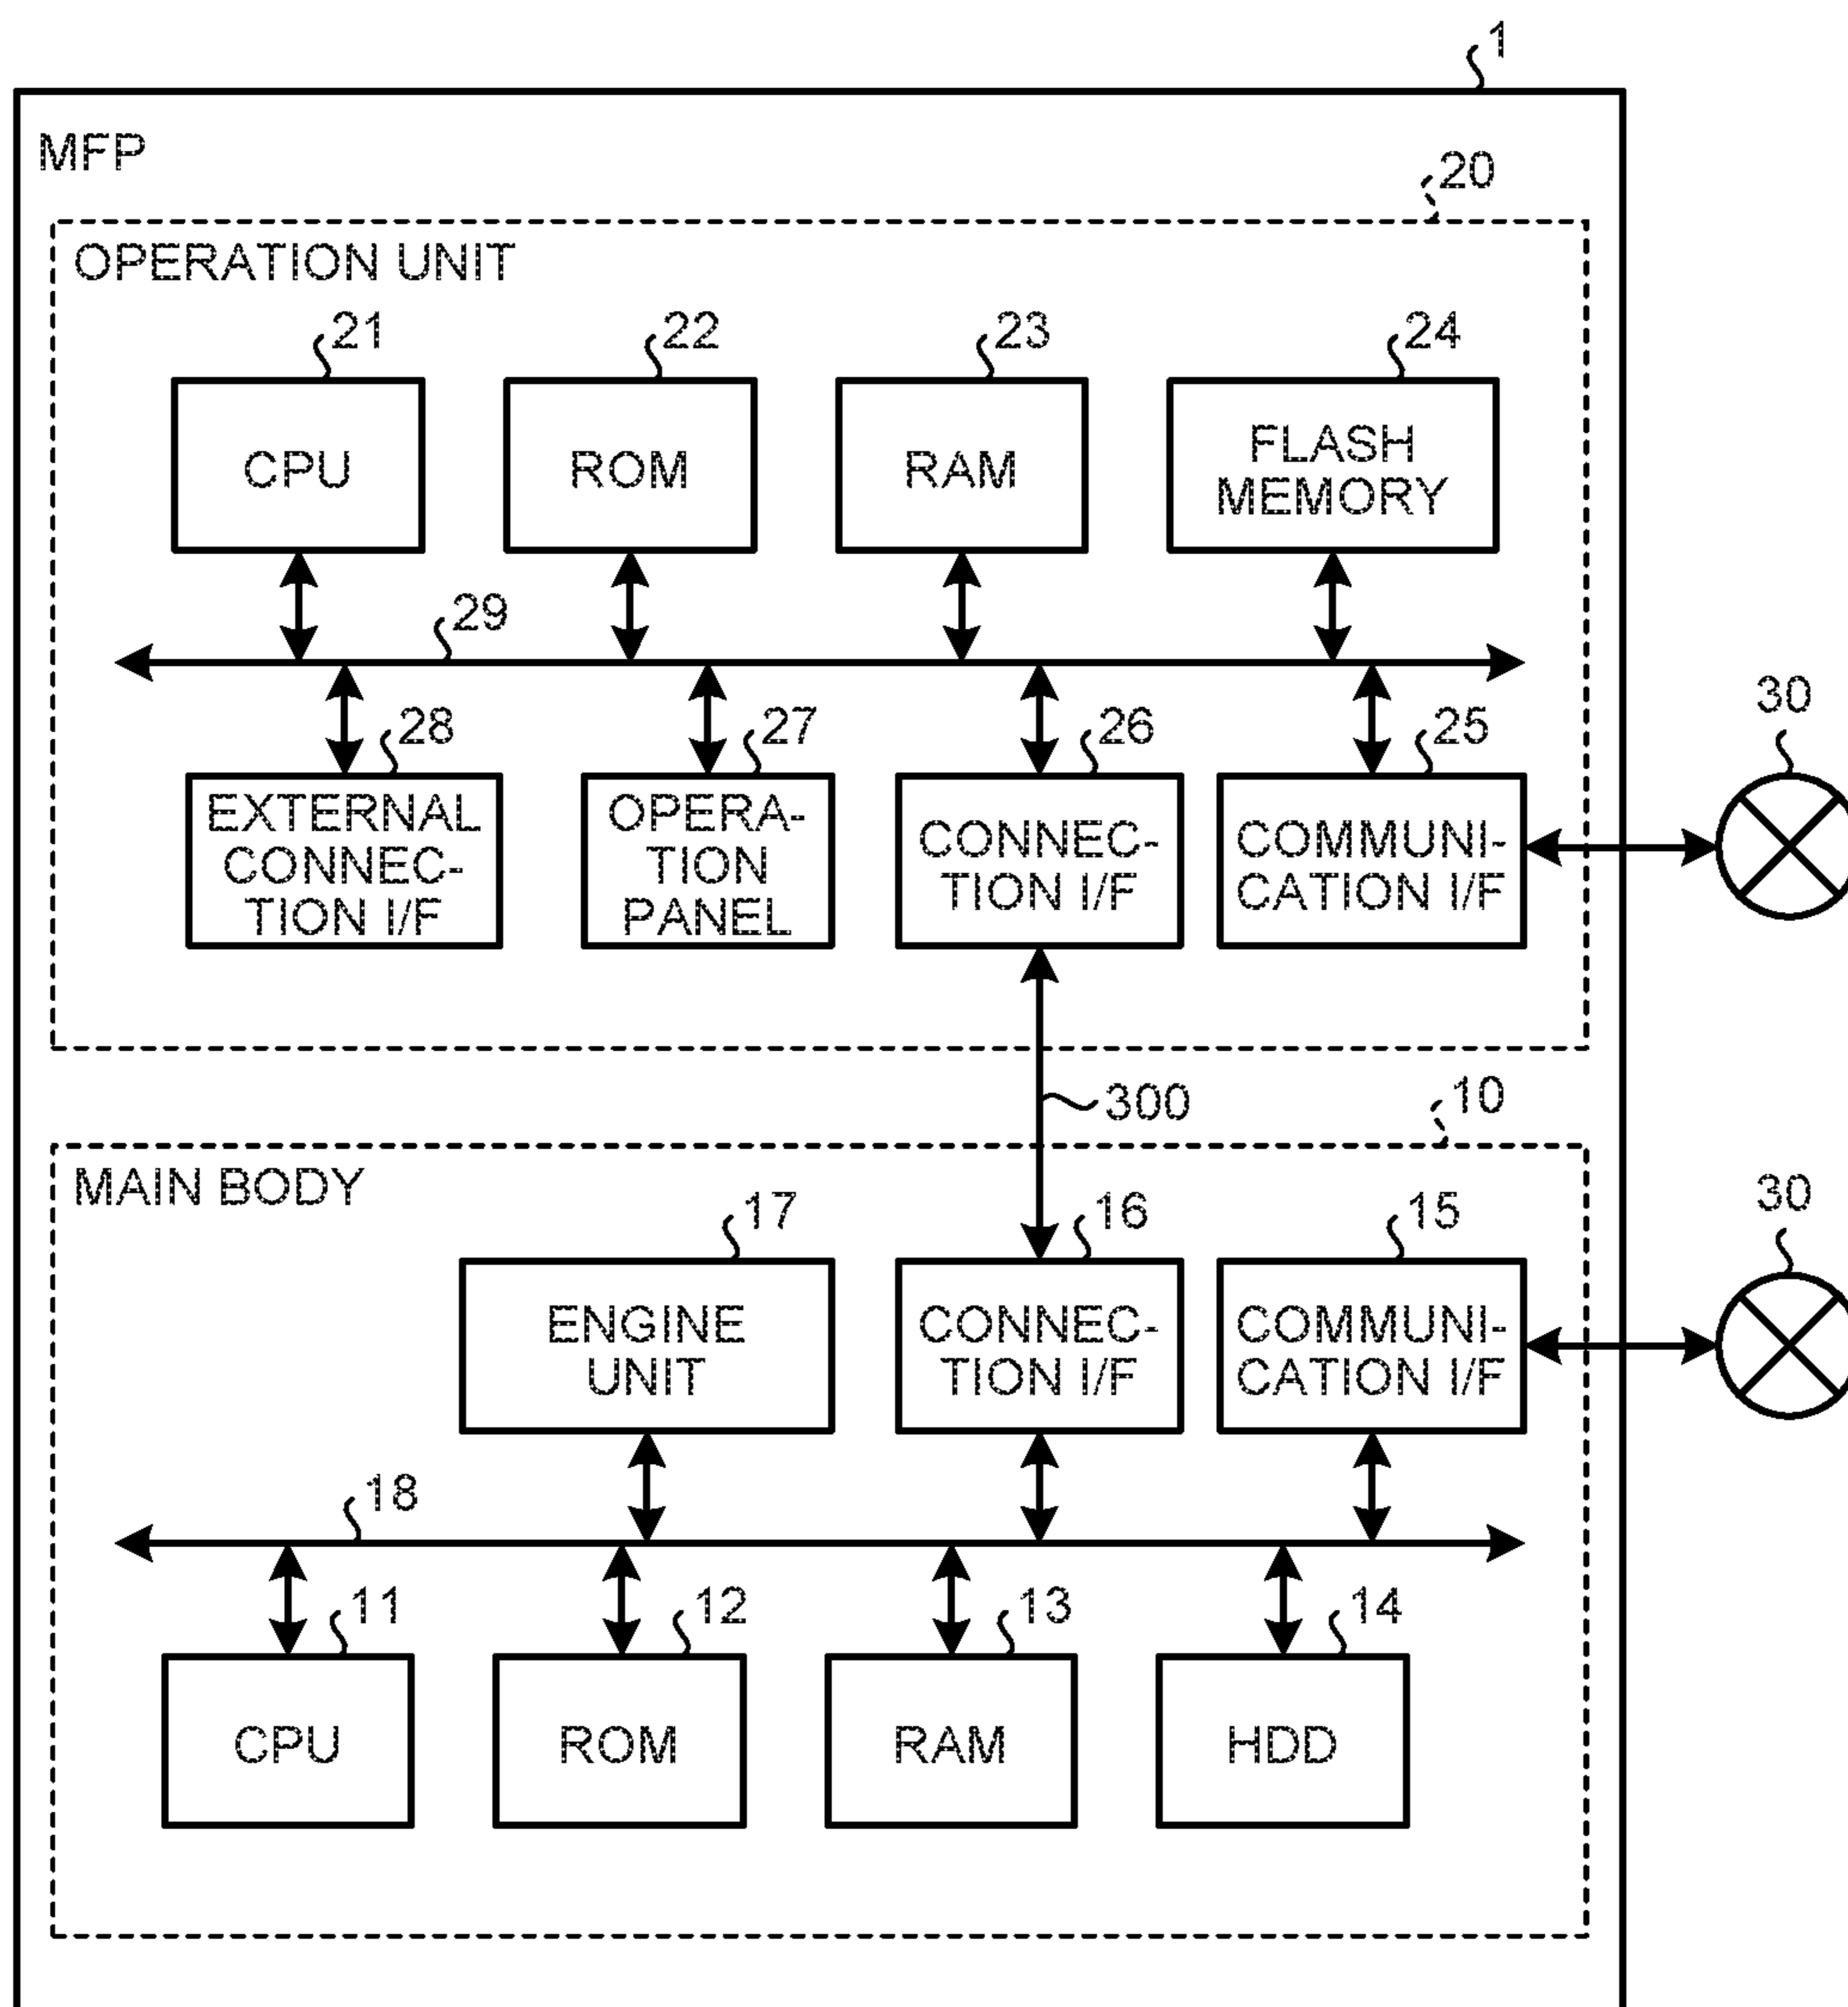 1
MFP
20
OPERATION UNIT
21
22
23
24
CPU
ROM
RAM
FLASH
MEMORY
29
28
27
26
25
30
EXTERNAL
CONNEC-
TION I/F
OPERA-
TION
PANEL
CONNEC-
TION I/F
COMMUNI-
CATION I/F
300
10
MAIN BODY
17
16
15
30
ENGINE
UNIT
CONNEC-
TION I/F
COMMUNI-
CATION I/F
18
11
12
13
14
CPU
ROM
RAM
HDD